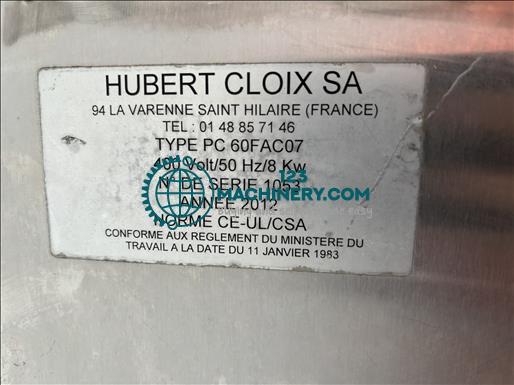 HUBERT CLOIX SA
94 LA VARENNE SAINT HILAIRE (FRANCE)
TEL : 01 48 85 71 46
TYPE PC 60FAC07
400 Volt/50 Hz/8 Kw
N° DE SERIE 1053
ANNEE 2012
NORME CE-UL/CSA
CONFORME AUX REGLEMENT DU MINISTERE DU
TRAVAIL A LA DATE DU 11 JANVIER 1983
123
MACHINERY.COM